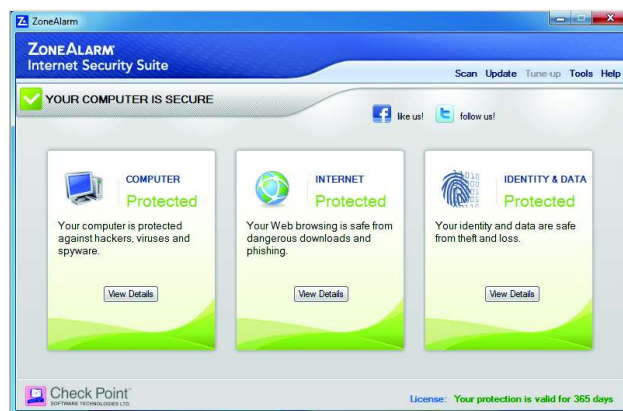 ZoneAlarm
ZONEALARM
Internet Security Suite
Scan Update Tune-up Tools Help
YOUR COMPUTER IS SECURE
like us! follow us!
COMPUTER
Protected
Your computer is protected
against hackers, viruses and
spyware.
View Details
INTERNET
Protected
Your Web browsing is safe from
dangerous downloads and
phishing.
View Details
IDENTITY & DATA
Protected
Your identity and data are safe
from theft and loss.
View Details
Check Point
SOFTWARE TECHNOLOGIES LTD.
License: Your protection is valid for 365 days